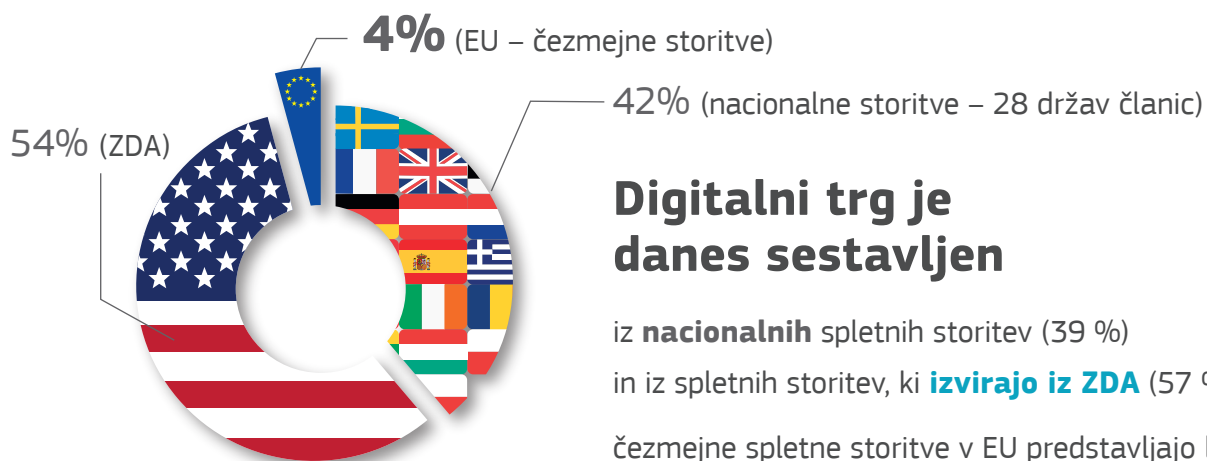 4% (EU – čezmejne storitve)
42% (nacionalne storitve – 28 držav članic)
54% (ZDA)
Digitalni trg je
danes sestavljen
iz nacionalnih spletnih storitev (39 %)
in iz spletnih storitev, ki izvirajo iz ZDA (57
čezmejne spletne storitve v EU predstavljajo